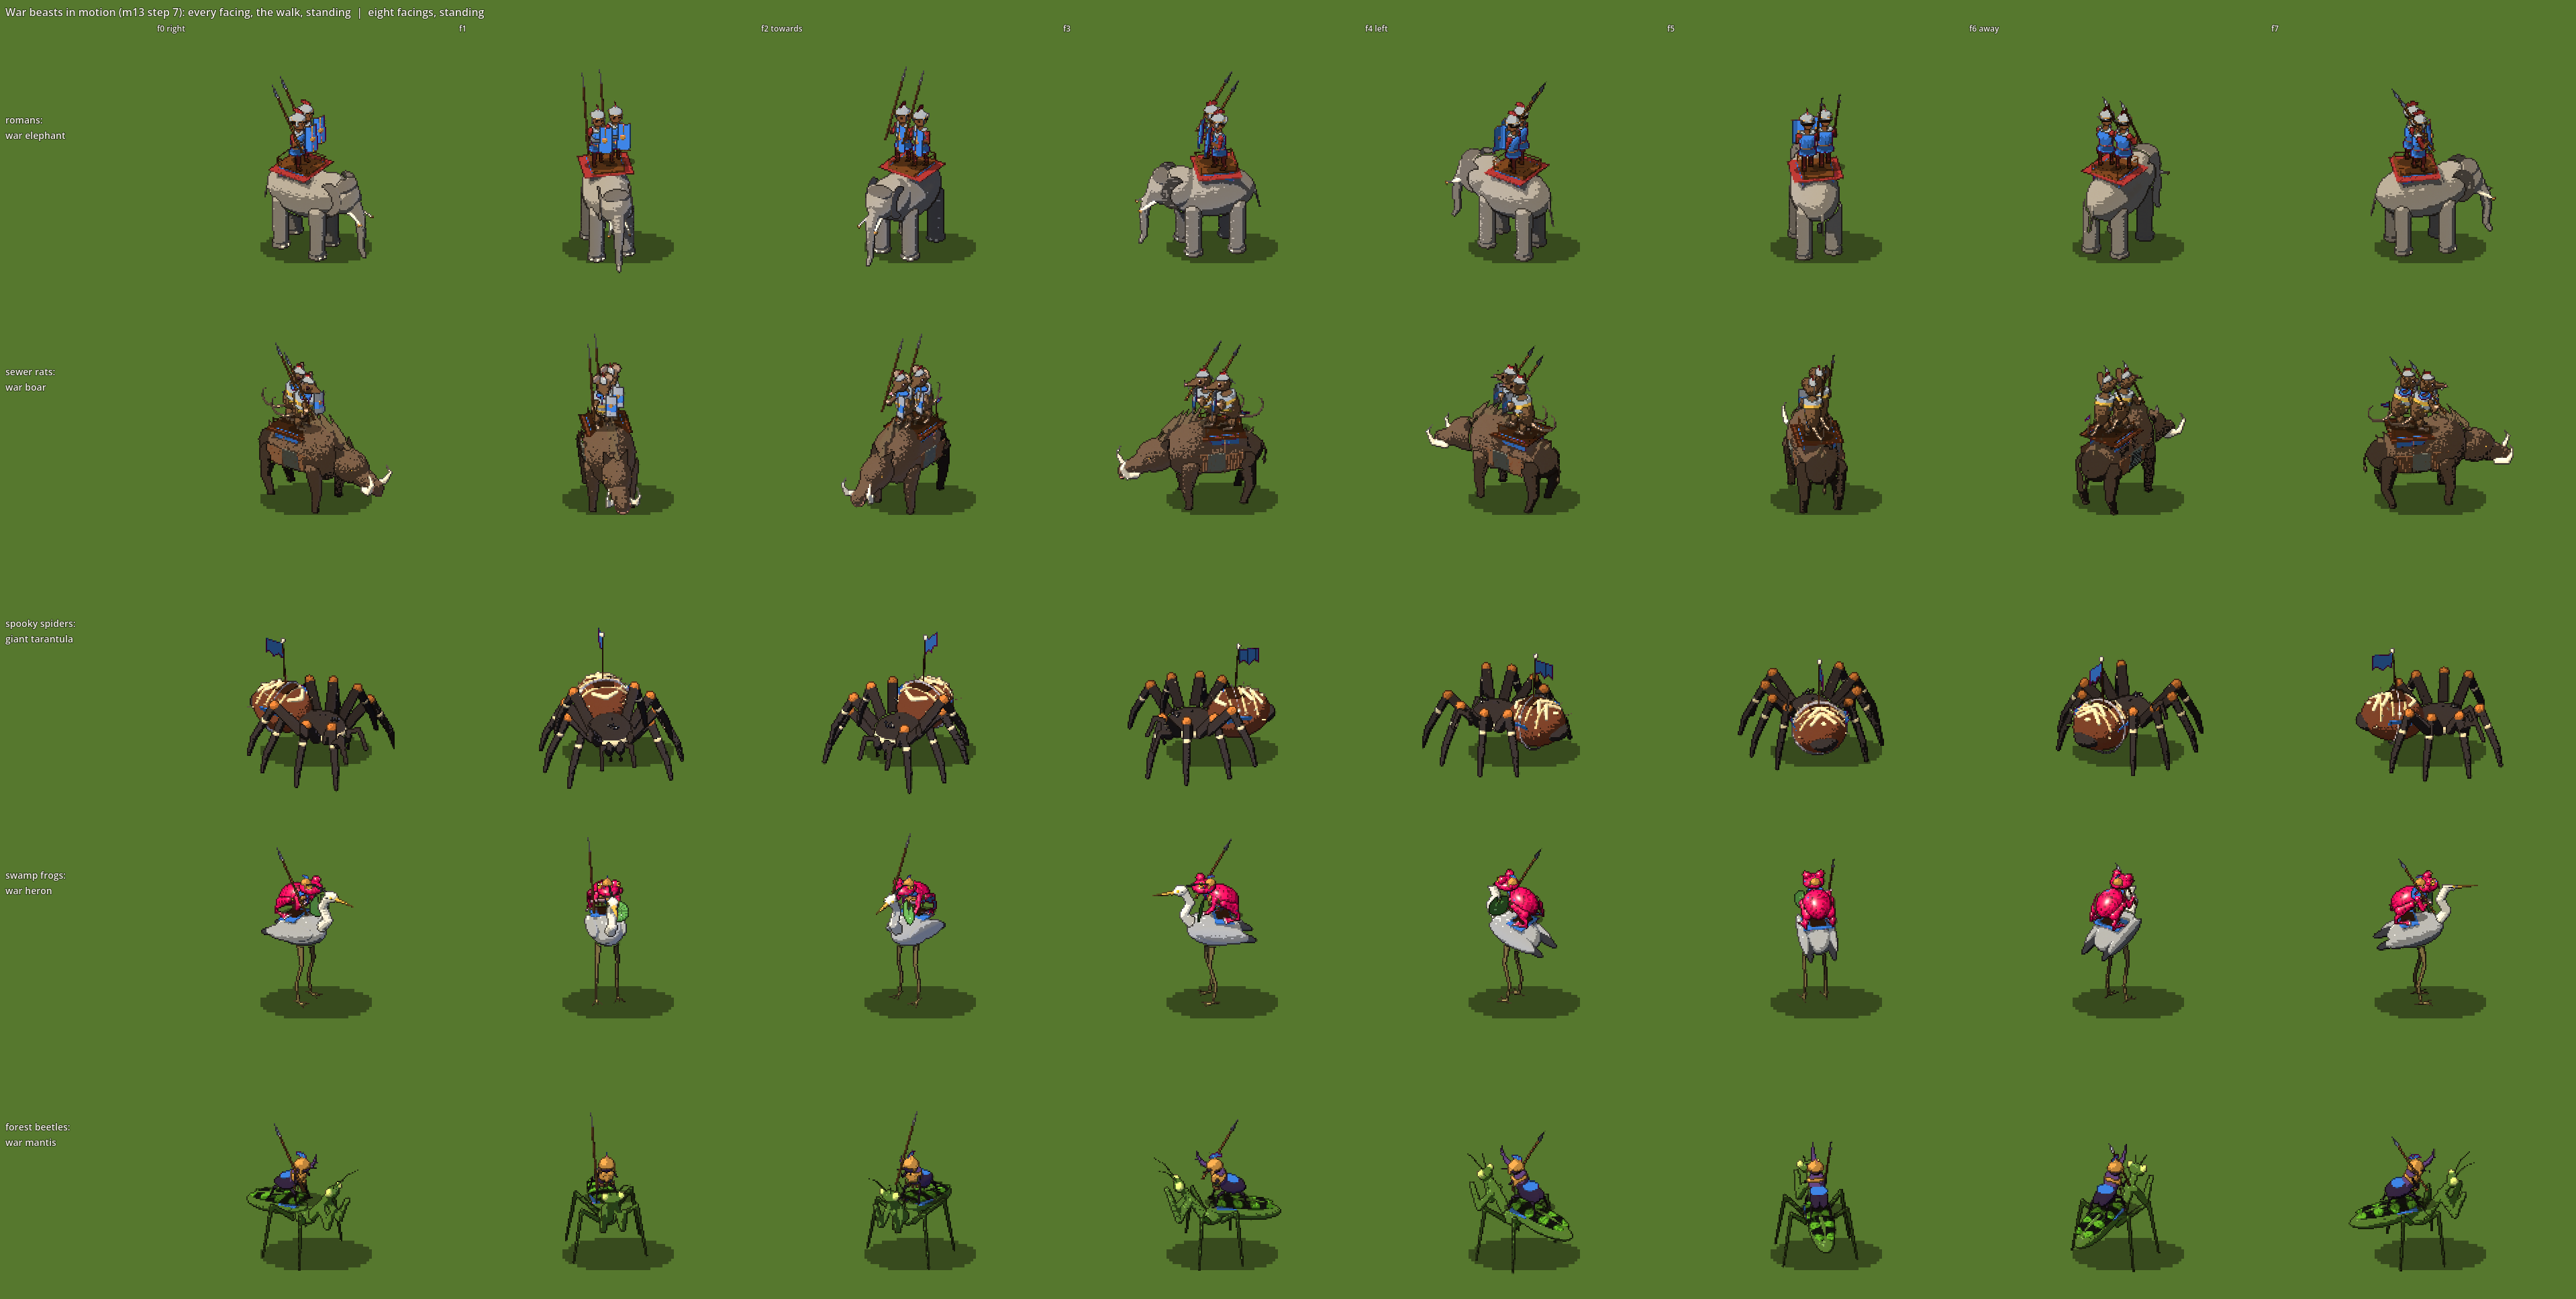 War beasts in motion (m13 step 7): every facing, the walk, standing | eight facings, standing
f0 right f1 f2 towards f3 f4 left f5 f6 away f7
romans:
war elephant
sewer rats:
war boar
spooky spiders:
giant tarantula
swamp frogs:
war heron
forest beetles:
war mantis